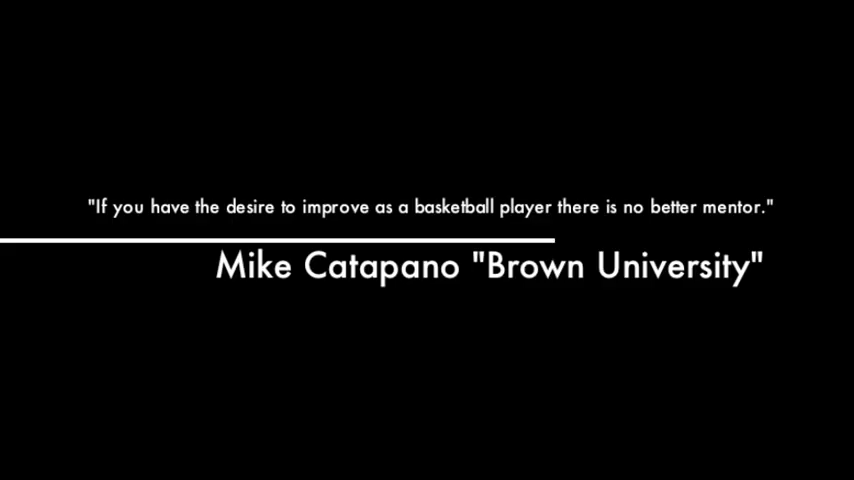 "If you have the desire to improve as a basketball player there is no better mentor."
Mike Catapano "Brown University"